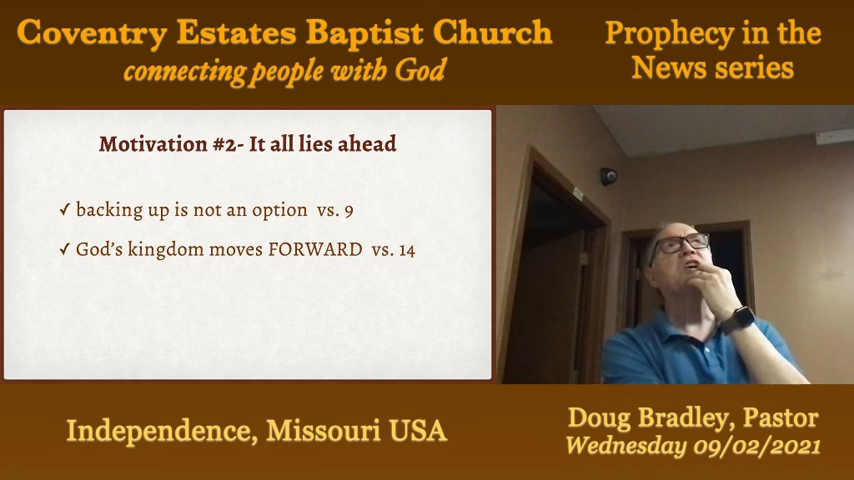 Coventry Estates Baptist Church
connecting people with God
Prophecy in the
News series
Motivation #2- It all lies ahead
✓ backing up is not an option vs. 9
✓ God's kingdom moves FORWARD vs. 14
Independence, Missouri USA
Doug Bradley, Pastor
Wednesday 09/02/2021